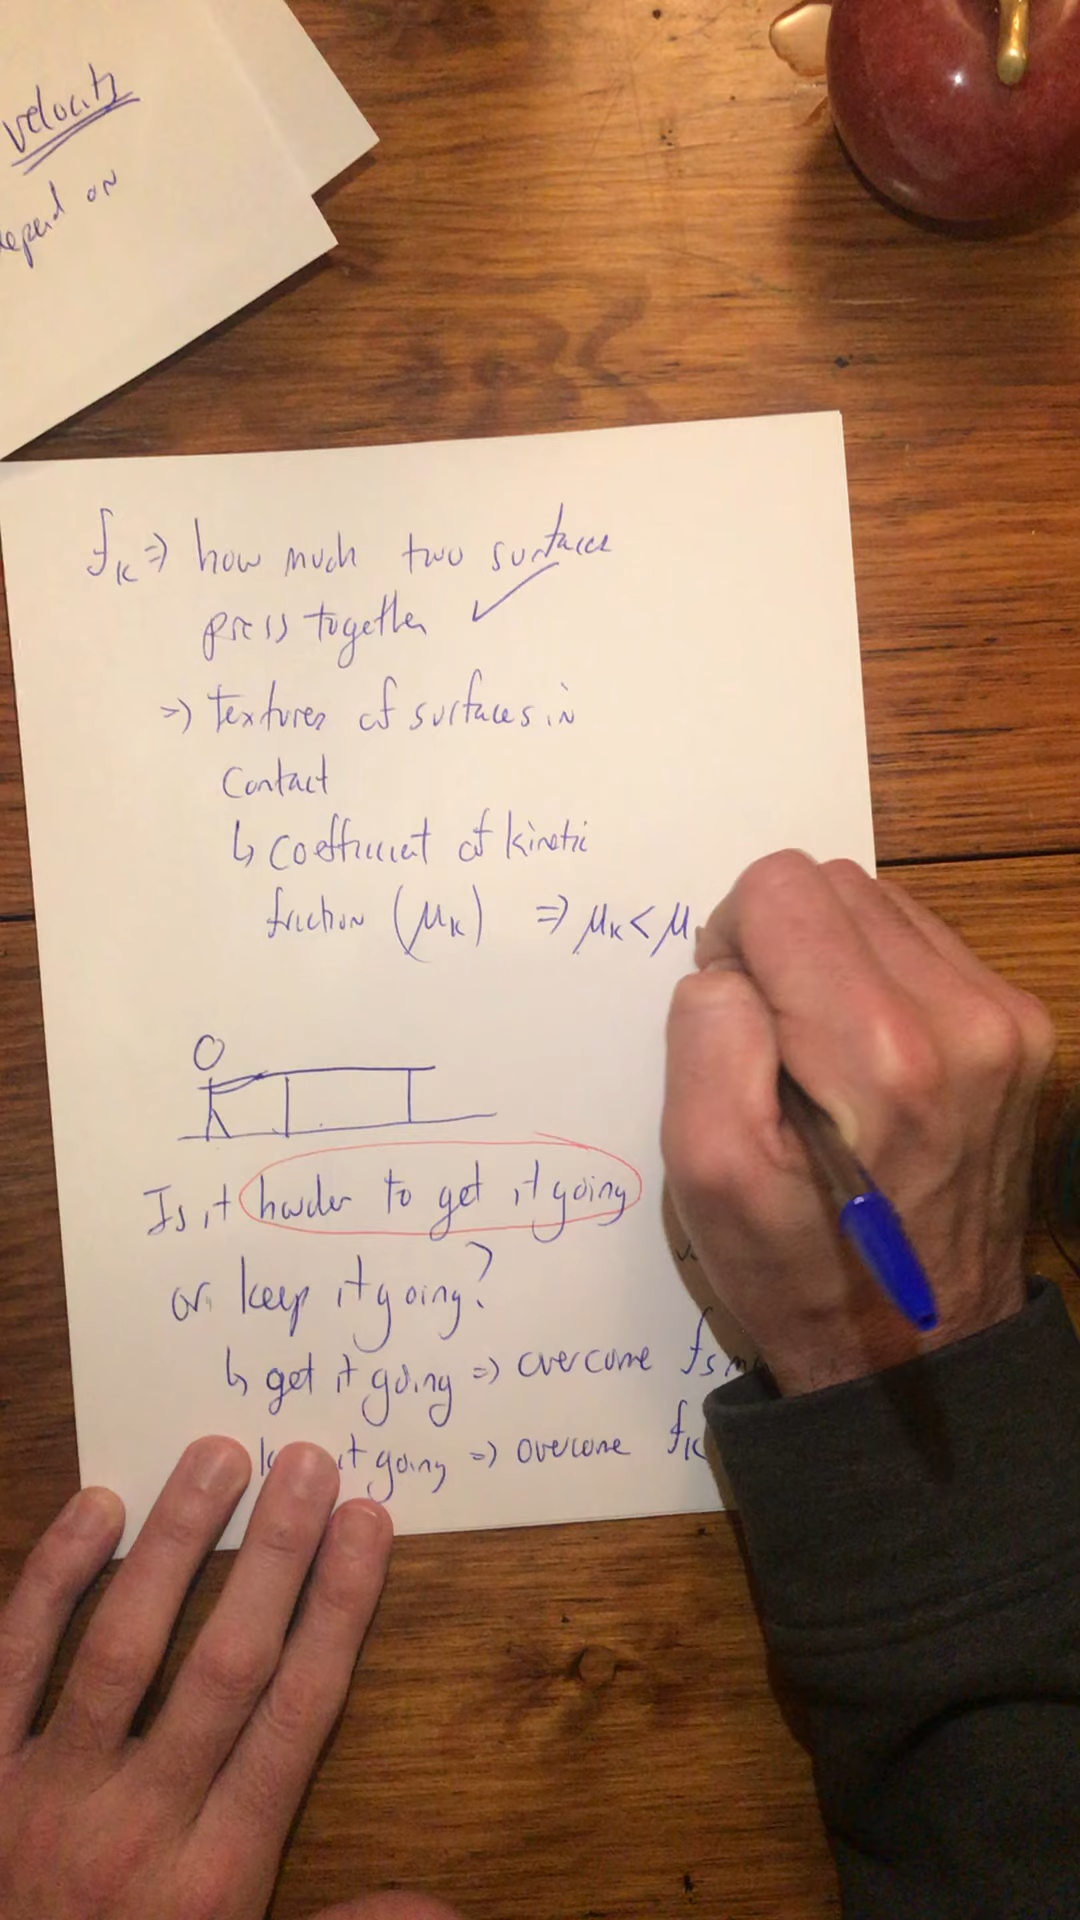 velocity
depend on
fₖ ⇒ how much two surfaces
press together ✓
⇒ textures of surfaces in
contact
↳ coefficient of kinetic
friction (μₖ) ⇒ μₖ < μ
Is it harder to get it going
or keep it going?
↳ get it going ⇒ overcome fₛ
it going ⇒ overcome fₖ